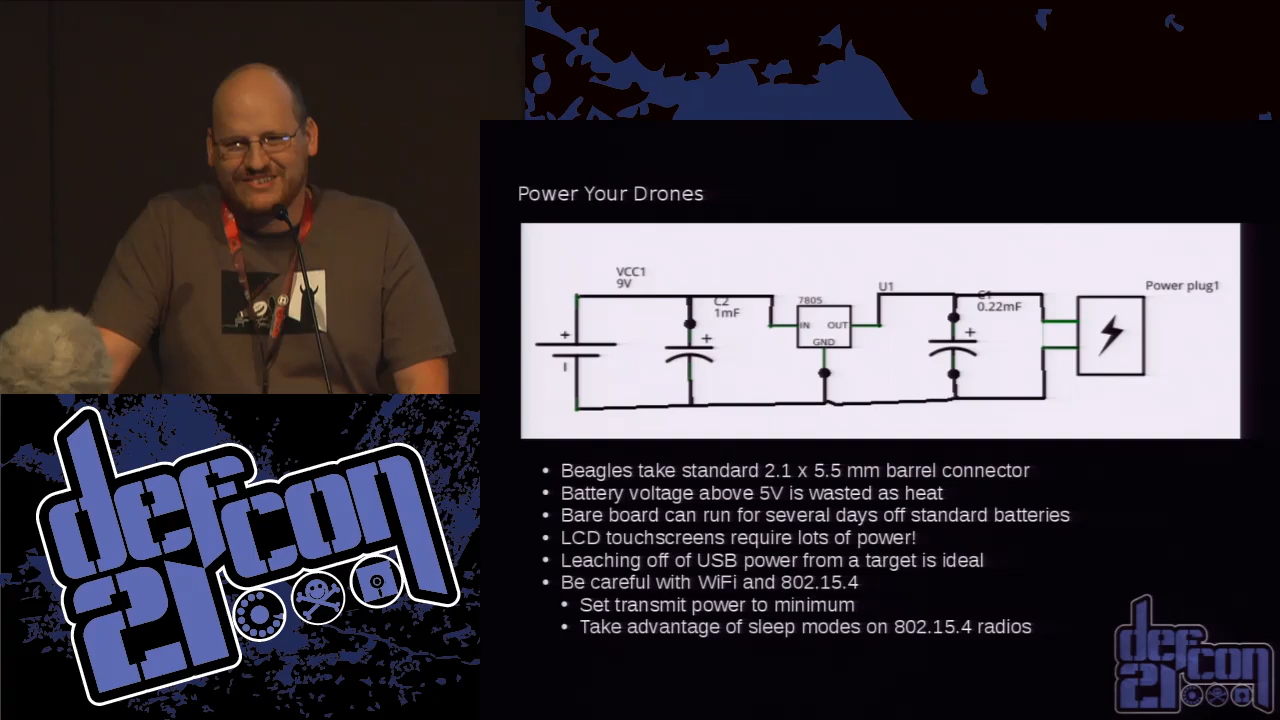 Power Your Drones
VCC1
9V
C2
1mF
7805
IN
OUT
GND
U1
C1
0.22mF
Power plug1
• Beagles take standard 2.1 x 5.5 mm barrel connector
• Battery voltage above 5V is wasted as heat
• Bare board can run for several days off standard batteries
• LCD touchscreens require lots of power!
• Leaching off of USB power from a target is ideal
• Be careful with WiFi and 802.15.4
• Set transmit power to minimum
• Take advantage of sleep modes on 802.15.4 radios
defcon
21
defcon
21